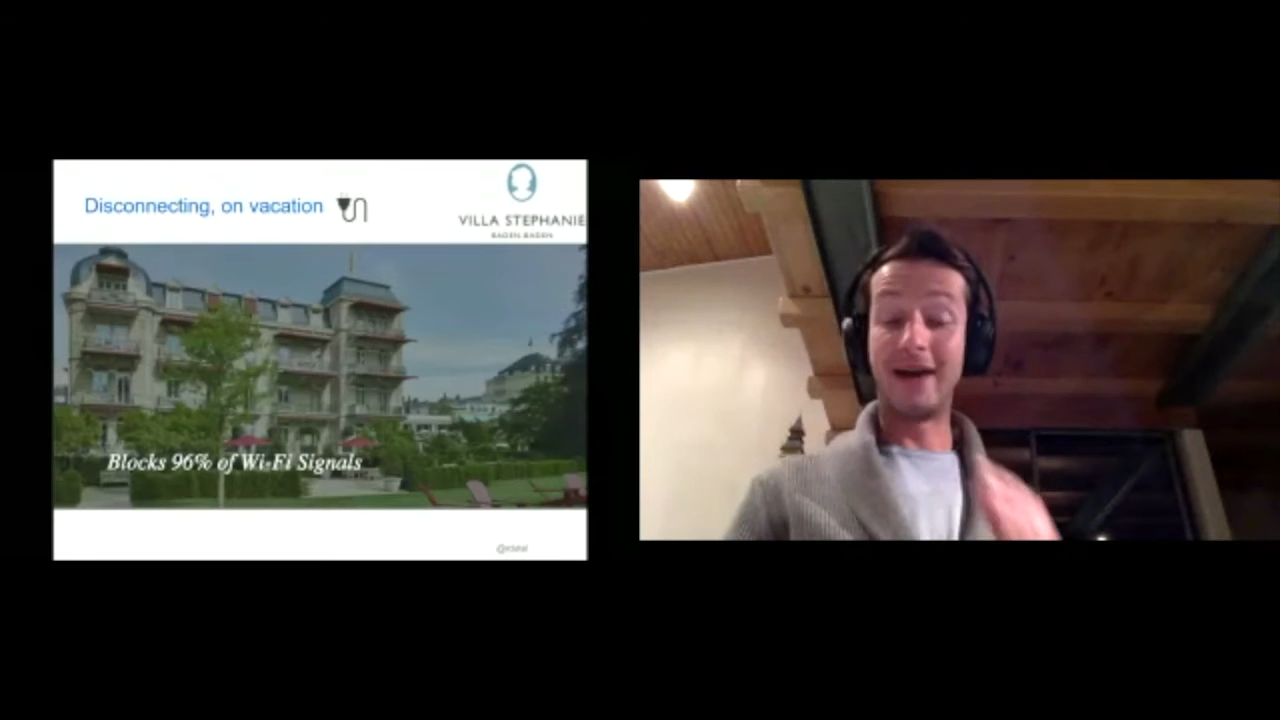 Disconnecting, on vacation
VILLA STEPHANIE
BADEN-BADEN
Blocks 96% of Wi-Fi Signals